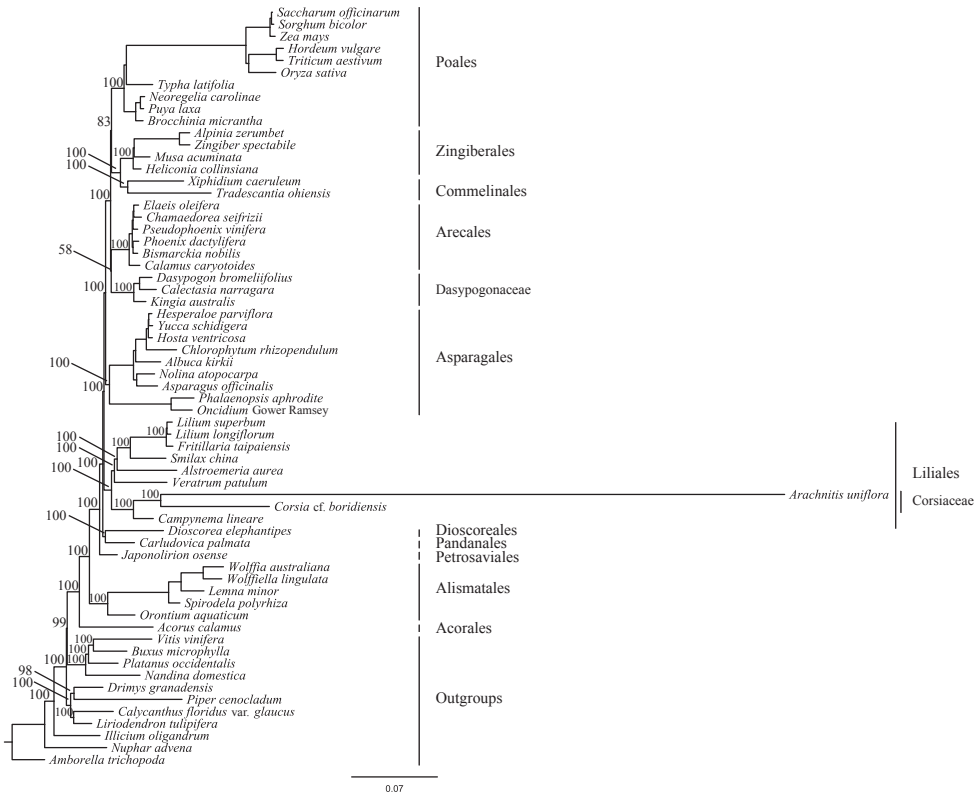 Saccharum officinarum
Sorghum bicolor
Zea mays
Hordeum vulgare
Triticum aestivum
Oryza sativa
Poales
100
Typha latifolia
Neoregelia carolinae
Puya laxa
Brocchinia micrantha
83
Alpinia zerumbet
Zingiber spectabile
100
100
Musa acuminata
Zingiberales
100
Heliconia collinsiana
Xiphidium caeruleum
100
Tradescantia ohiensis
Commelinales
Elaeis oleifera
Chamaedorea seifrizii
Pseudophoenix vinifera
Arecales
100
Phoenix dactylifera
58
Bismarckia nobilis
Calamus caryotoides
Dasypogon bromeliifolius
100
100
Calectasia narragara
Dasypogonaceae
Kingia australis
Hesperaloe parviflora
Yucca schidigera
Hosta ventricosa
Chlorophytum rhizopendulum
Asparagales
100
Albuca kirkii
Nolina atopocarpa
100
Asparagus officinalis
Phalaenopsis aphrodite
Oncidium Gower Ramsey
Lilium superbum
100
100
Lilium longiflorum
100
100
Fritillaria taipaiensis
100
100
Smilax china
Alstroemeria aurea
Liliales
Veratrum patulum
100
Arachnitis uniflora
100
100
Corsia cf. boridiensis
Corsiaceae
100
Campynema lineare
Dioscorea elephantipes
Dioscoreales
Carludovica palmata
Pandanales
100
Japonolirion osense
Petrosaviales
Wolffia australiana
100
Wolffiella lingulata
Lemna minor
Alismatales
100
Spirodela polyrhiza
Orontium aquaticum
99
Acorus calamus
Acorales
100
Vitis vinifera
Buxus microphylla
100
100
Platanus occidentalis
98
Nandina domestica
100
Drimys granadensis
100
Piper cenocladum
Outgroups
100
Calycanthus floridus var. glaucus
Liriodendron tulipifera
Illicium oligandrum
Nuphar advena
Amborella trichopoda
0.07